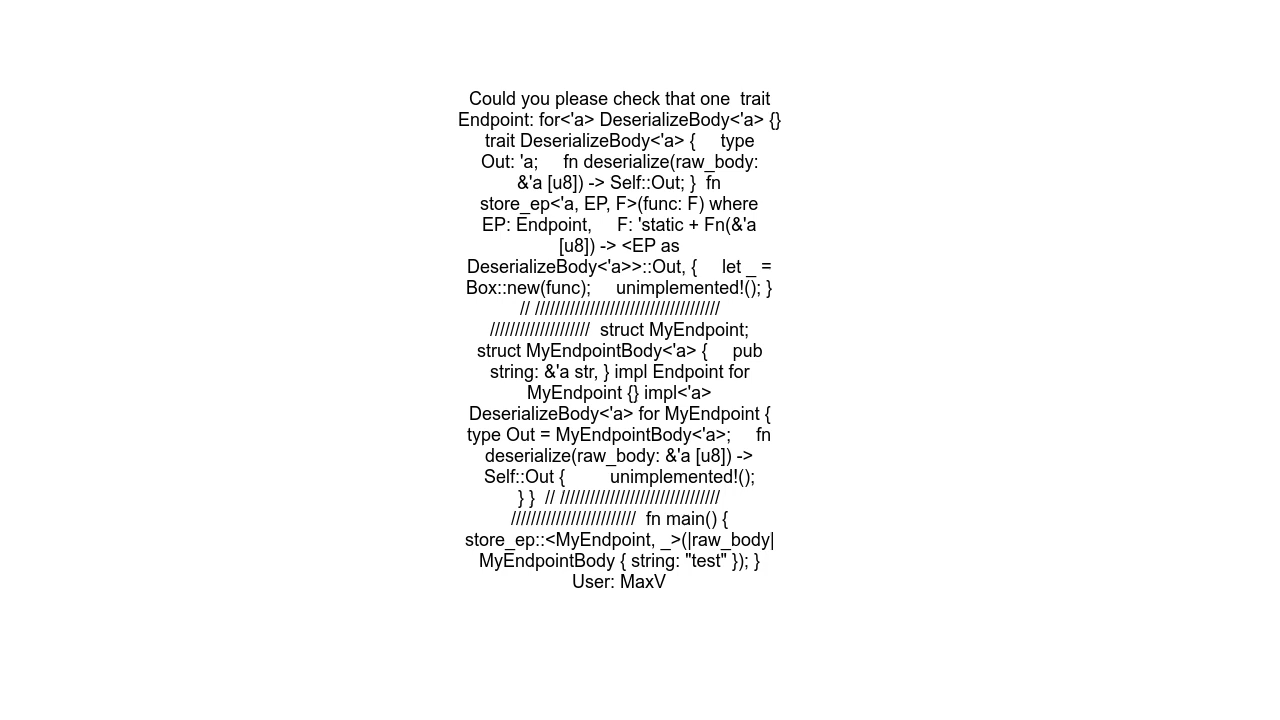 Could you please check that one  trait
Endpoint: for<'a> DeserializeBody<'a> {}
trait DeserializeBody<'a> {     type
Out: 'a;     fn deserialize(raw_body:
&'a [u8]) -> Self::Out; }  fn
store_ep<'a, EP, F>(func: F) where
EP: Endpoint,     F: 'static + Fn(&'a
[u8]) -> <EP as
DeserializeBody<'a>>::Out, {     let _ =
Box::new(func);     unimplemented!(); }
// /////////////////////////////////////
////////////////////  struct MyEndpoint;
struct MyEndpointBody<'a> {     pub
string: &'a str, } impl Endpoint for
MyEndpoint {} impl<'a>
DeserializeBody<'a> for MyEndpoint {
type Out = MyEndpointBody<'a>;     fn
deserialize(raw_body: &'a [u8]) ->
Self::Out {         unimplemented!();
} }  // ////////////////////////////////
/////////////////////////  fn main() {
store_ep::<MyEndpoint, _>(|raw_body|
MyEndpointBody { string: "test" }); }
User: MaxV